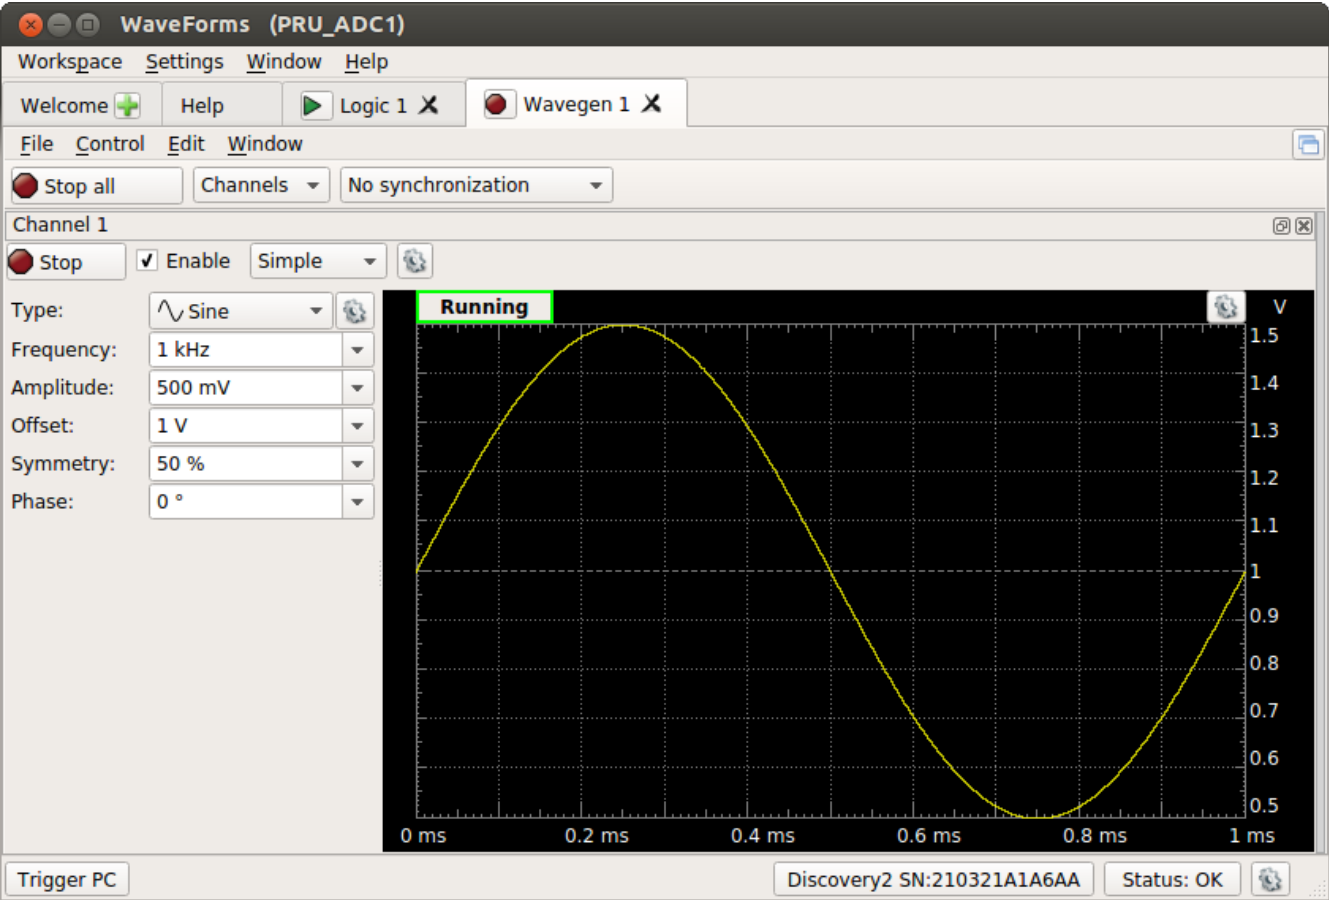 WaveForms (PRU_ADC1)
Workspace Settings Window Help
Welcome Help Logic 1 Wavegen 1
File Control Edit Window
Stop all Channels No synchronization
Channel 1
Stop Enable Simple
Type: Sine
Frequency: 1 kHz
Amplitude: 500 mV
Offset: 1 V
Symmetry: 50 %
Phase: 0 °
Running V
1.5
1.4
1.3
1.2
1.1
1
0.9
0.8
0.7
0.6
0.5
0 ms 0.2 ms 0.4 ms 0.6 ms 0.8 ms 1 ms
Trigger PC Discovery2 SN:210321A1A6AA Status: OK